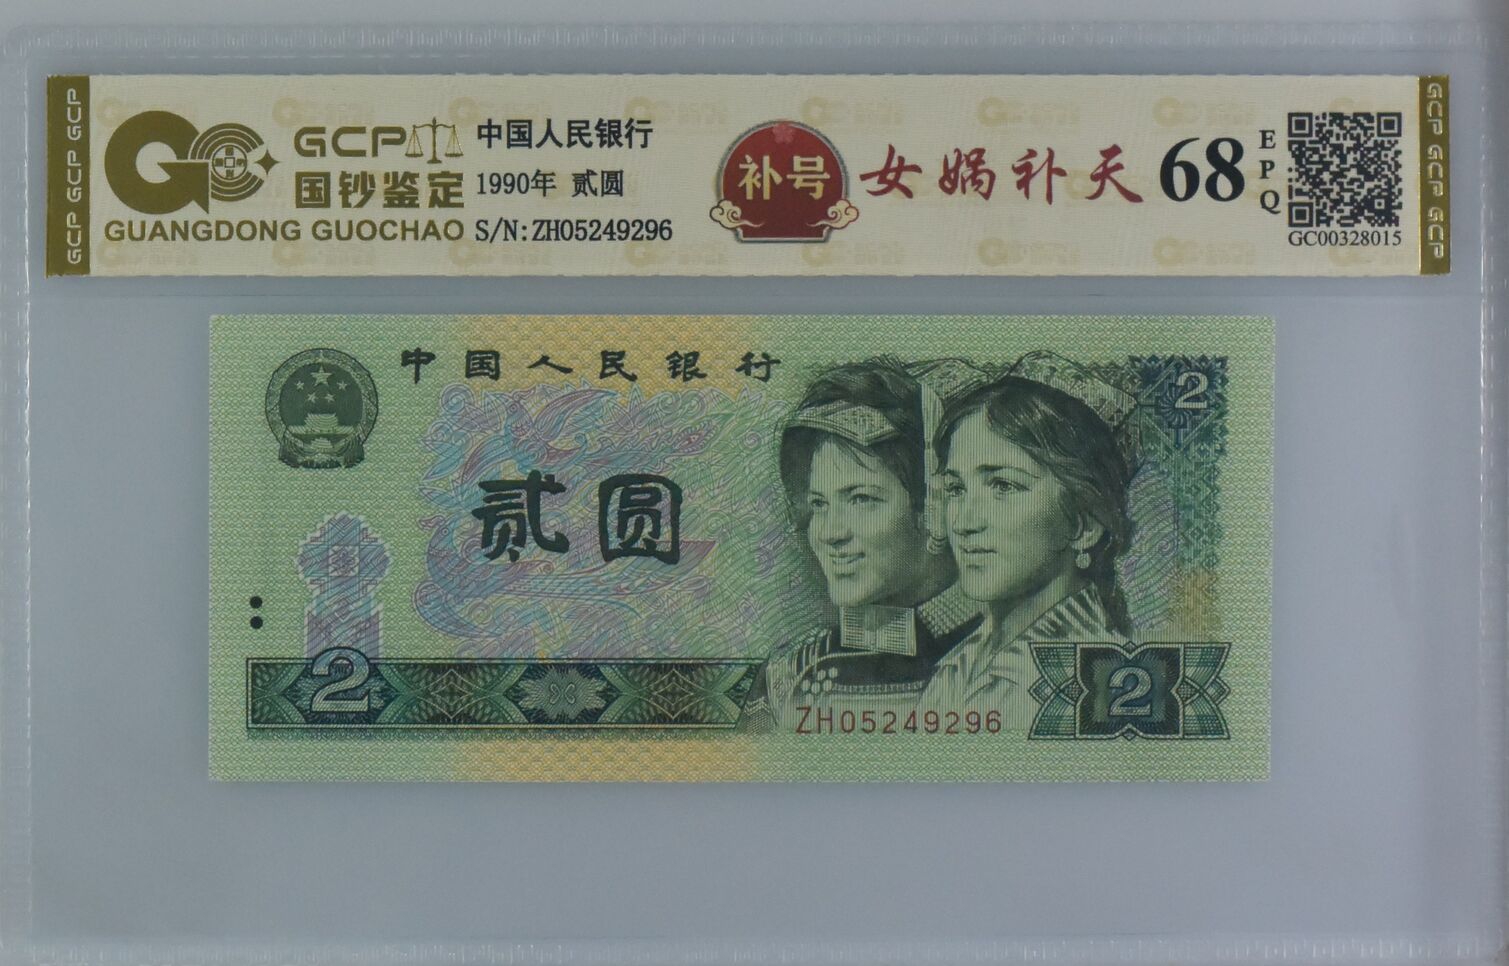 GCP GCP GCP
GCP
国钞鉴定
GUANGDONG GUOCHAO
中国人民银行
1990年 贰圆
S/N:ZH05249296
补号
女娲补天
68
EPQ
GC00328015
GCP GCP GCP
中国人民银行
2
贰圆
2
ZH05249296
2